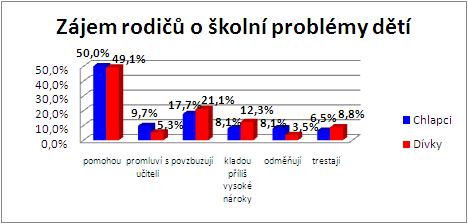 Zájem rodičů o školní problémy dětí
50,0% 49,1%
9,7% 5,3% 17,7% 21,1% 8,1% 12,3% 8,1% 3,5% 6,5% 8,8%
50,0%
40,0%
30,0%
20,0%
10,0%
0,0%
pomohou promluví s povzbuzují kladou odměňují trestají
učiteli příliš
vysoké
nároky
Chlapci
Dívky